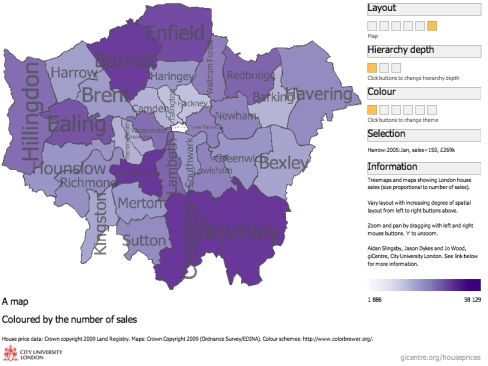 Enfield
Barnet
Harrow
Haringey
Waltham Forest
Redbridge
Havering
Hillingdon
Brent
Camden
Islington
Hackney
Barking
Ealing
Newham
Tower Hamlets
Hounslow
Richmond
Lambeth
Southwark
Lewisham
Greenwich
Bexley
Kingston
Merton
Sutton
Croydon
Bromley
Layout
Map
Hierarchy depth
Click buttons to change hierarchy depth
Colour
Click buttons to change theme
Selection
Harrow:2005:Jan, sales=150, £269k
Information
Treemaps and maps showing London house
sales (size proportional to number of sales).
Vary layout with increasing degree of spatial
layout from left to right buttons above.
Zoom and pan by dragging with left and right
mouse buttons. 'r' to unzoom.
Aidan Slingsby, Jason Dykes and Jo Wood,
giCentre, City University London. See link below
for more information.
1 886 58 129
A map
Coloured by the number of sales
House price data: Crown copyright 2009 Land Registry. Maps: Crown Copyright 2009 (Ordnance Survey/EDINA). Colour schemes: http://www.colorbrewer.org/.
CITY UNIVERSITY
LONDON
gicentre.org/houseprices